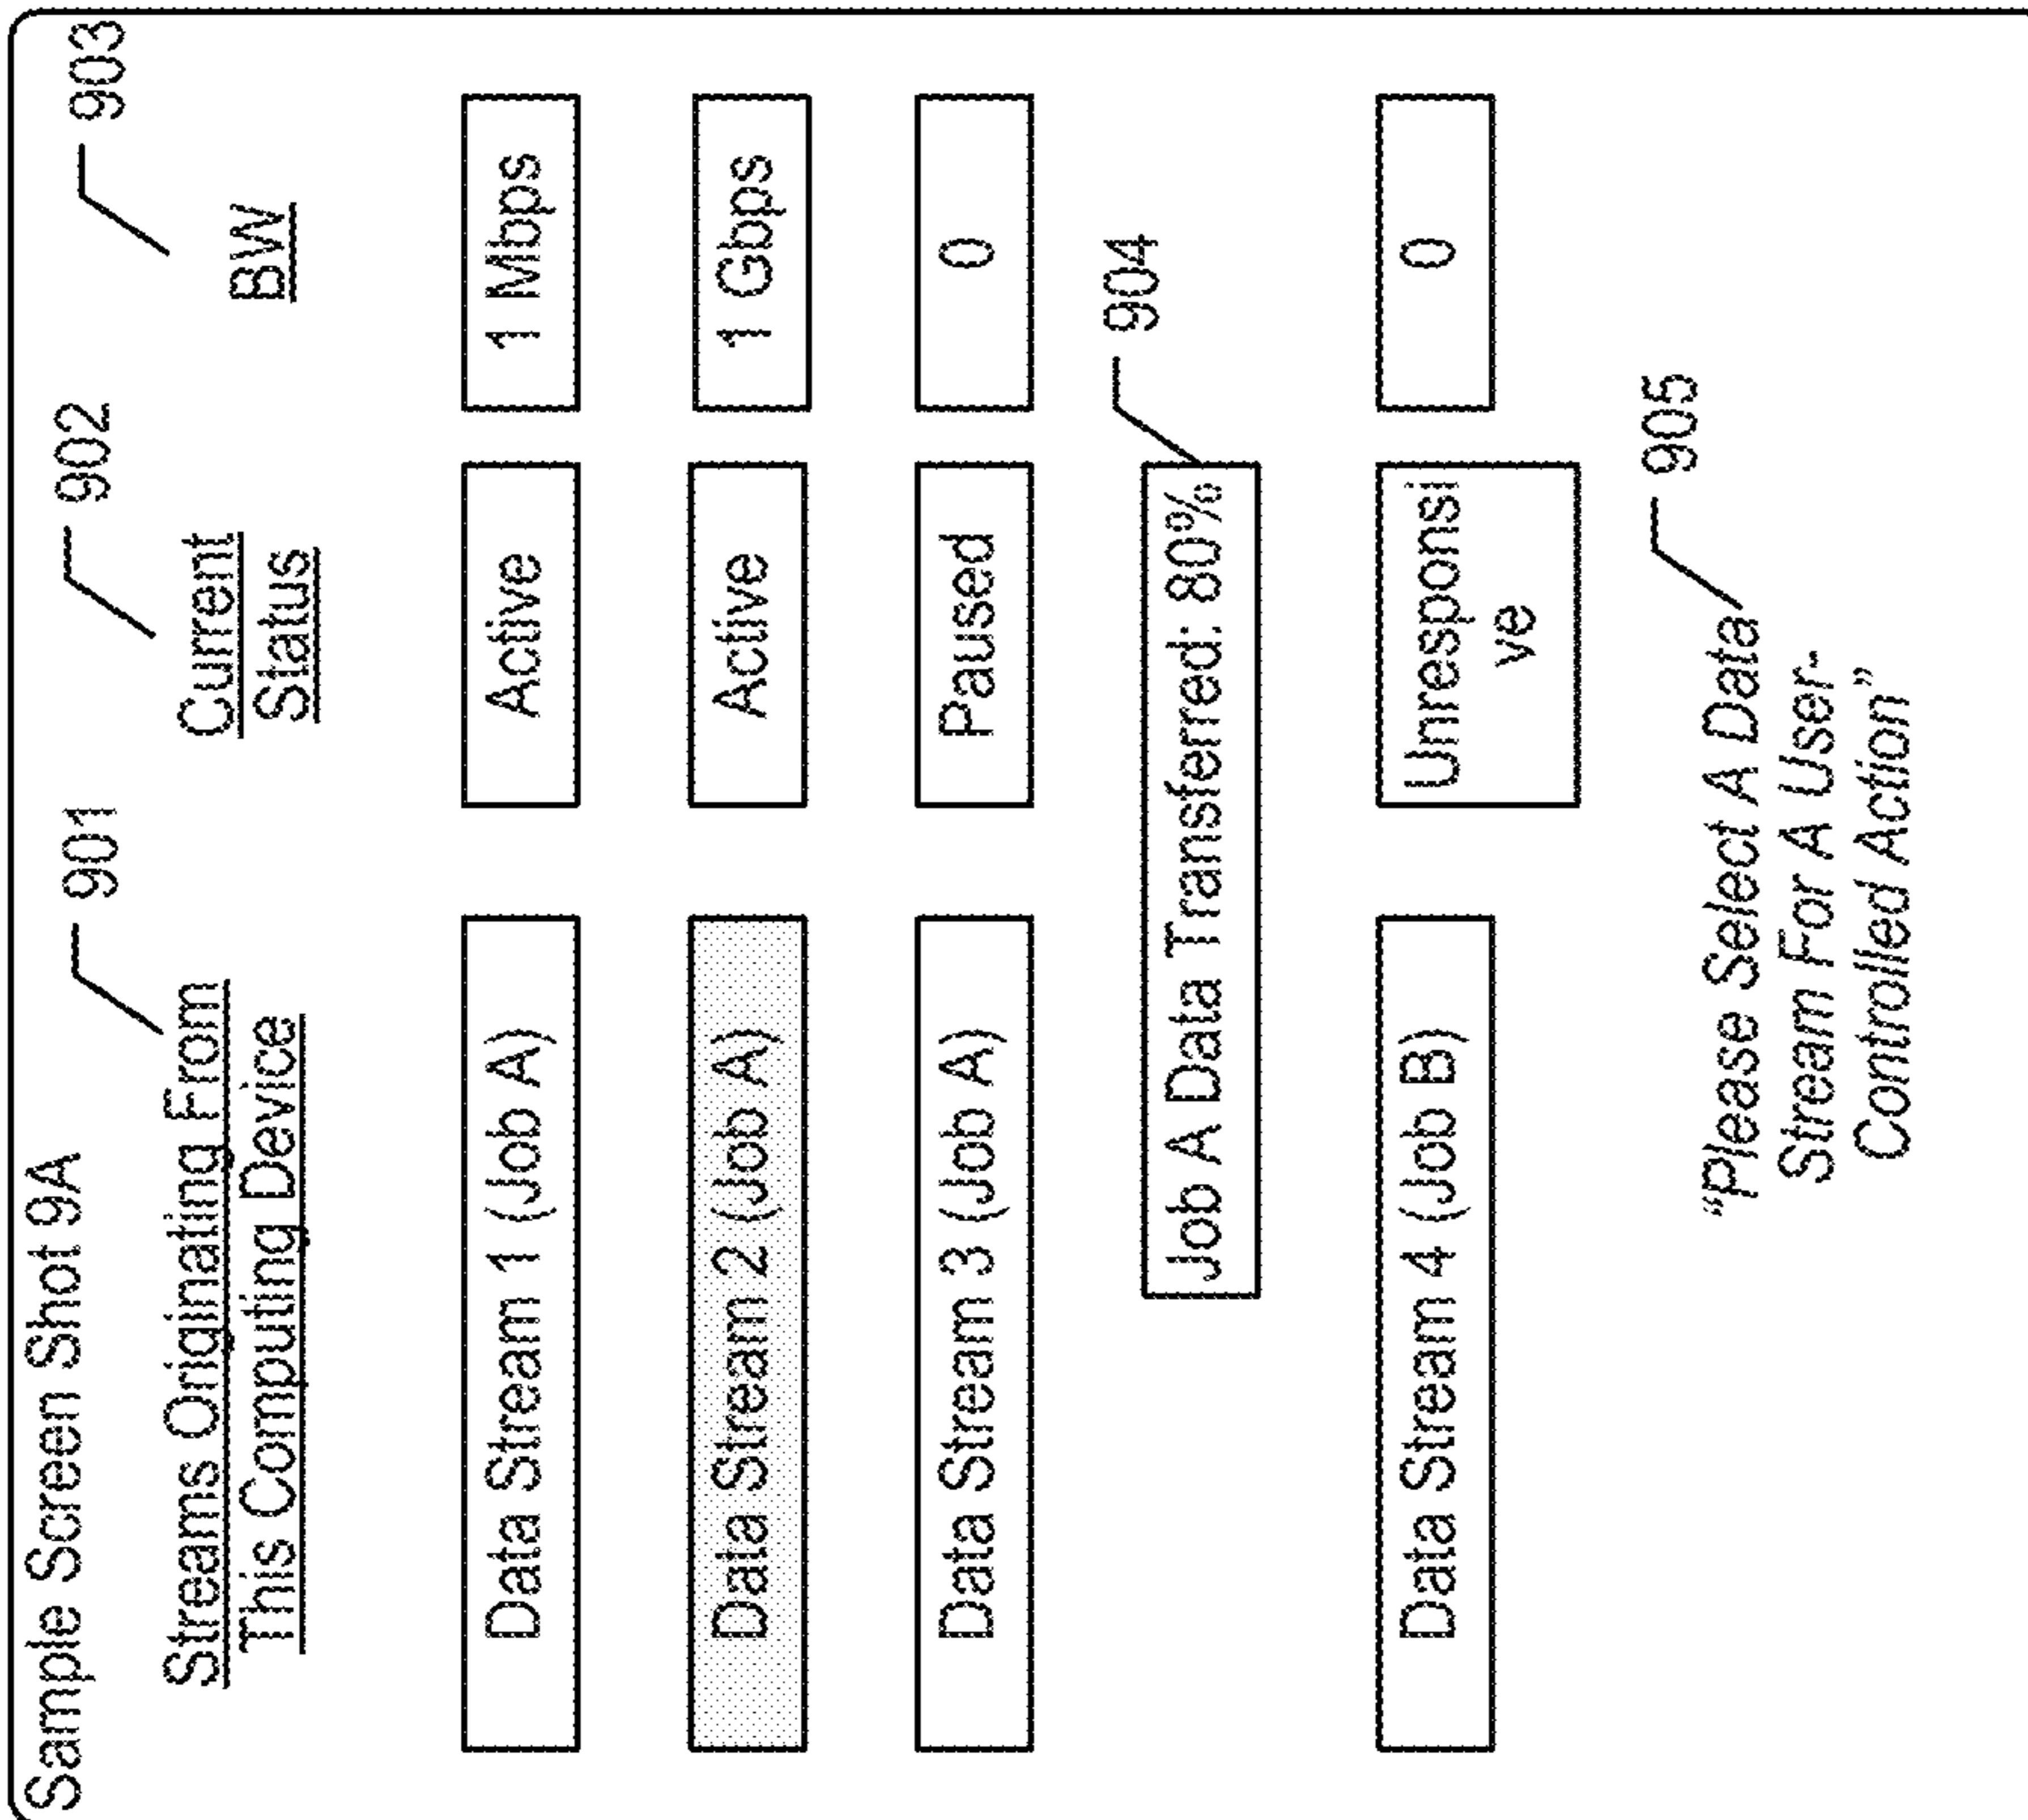 Sample Screen Shot 9A
901
902
903
Streams Originating From
This Computing Device
Current
Status
BW
Data Stream 1 (Job A)
Active
1 Mbps
Data Stream 2 (Job A)
Active
1 Gbps
Data Stream 3 (Job A)
Paused
0
904
Job A Data Transferred: 80%
Data Stream 4 (Job B)
Unresponsi
ve
0
905
"Please Select A Data
Stream For A User-
Controlled Action"